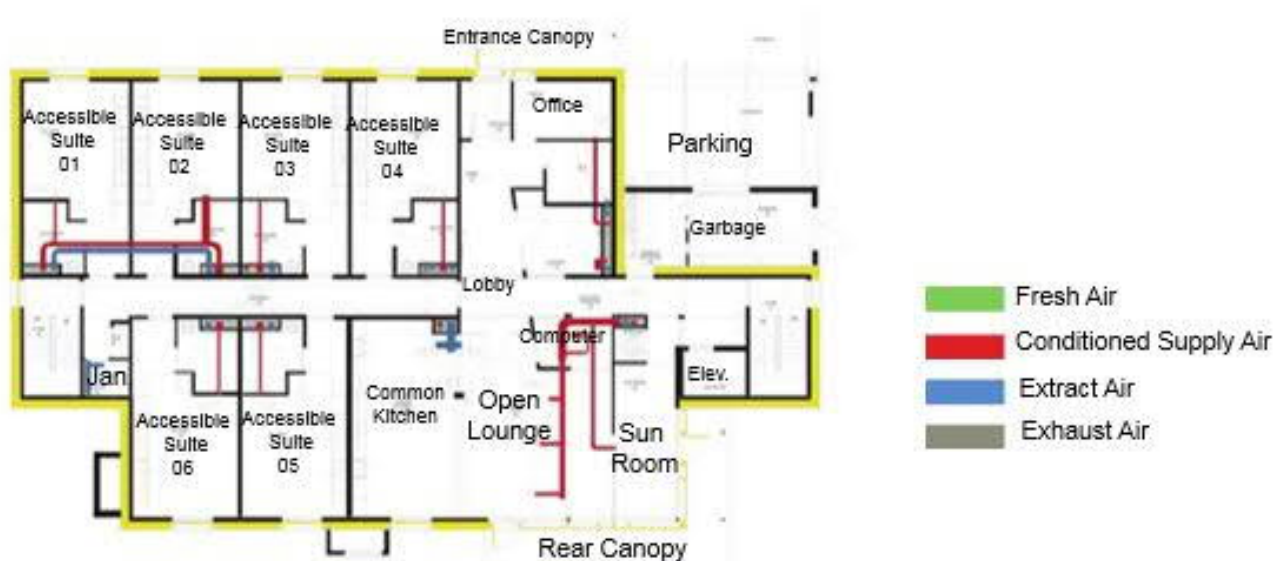 Entrance Canopy
Accessible
Suite
01
Accessible
Suite
02
Accessible
Suite
03
Accessible
Suite
04
Office
Parking
Garbage
Lobby
Fresh Air
Conditioned Supply Air
Extract Air
Exhaust Air
Computer
Jan.
Elev.
Accessible
Suite
06
Accessible
Suite
05
Common
Kitchen
Open
Lounge
Sun
Room
Rear Canopy